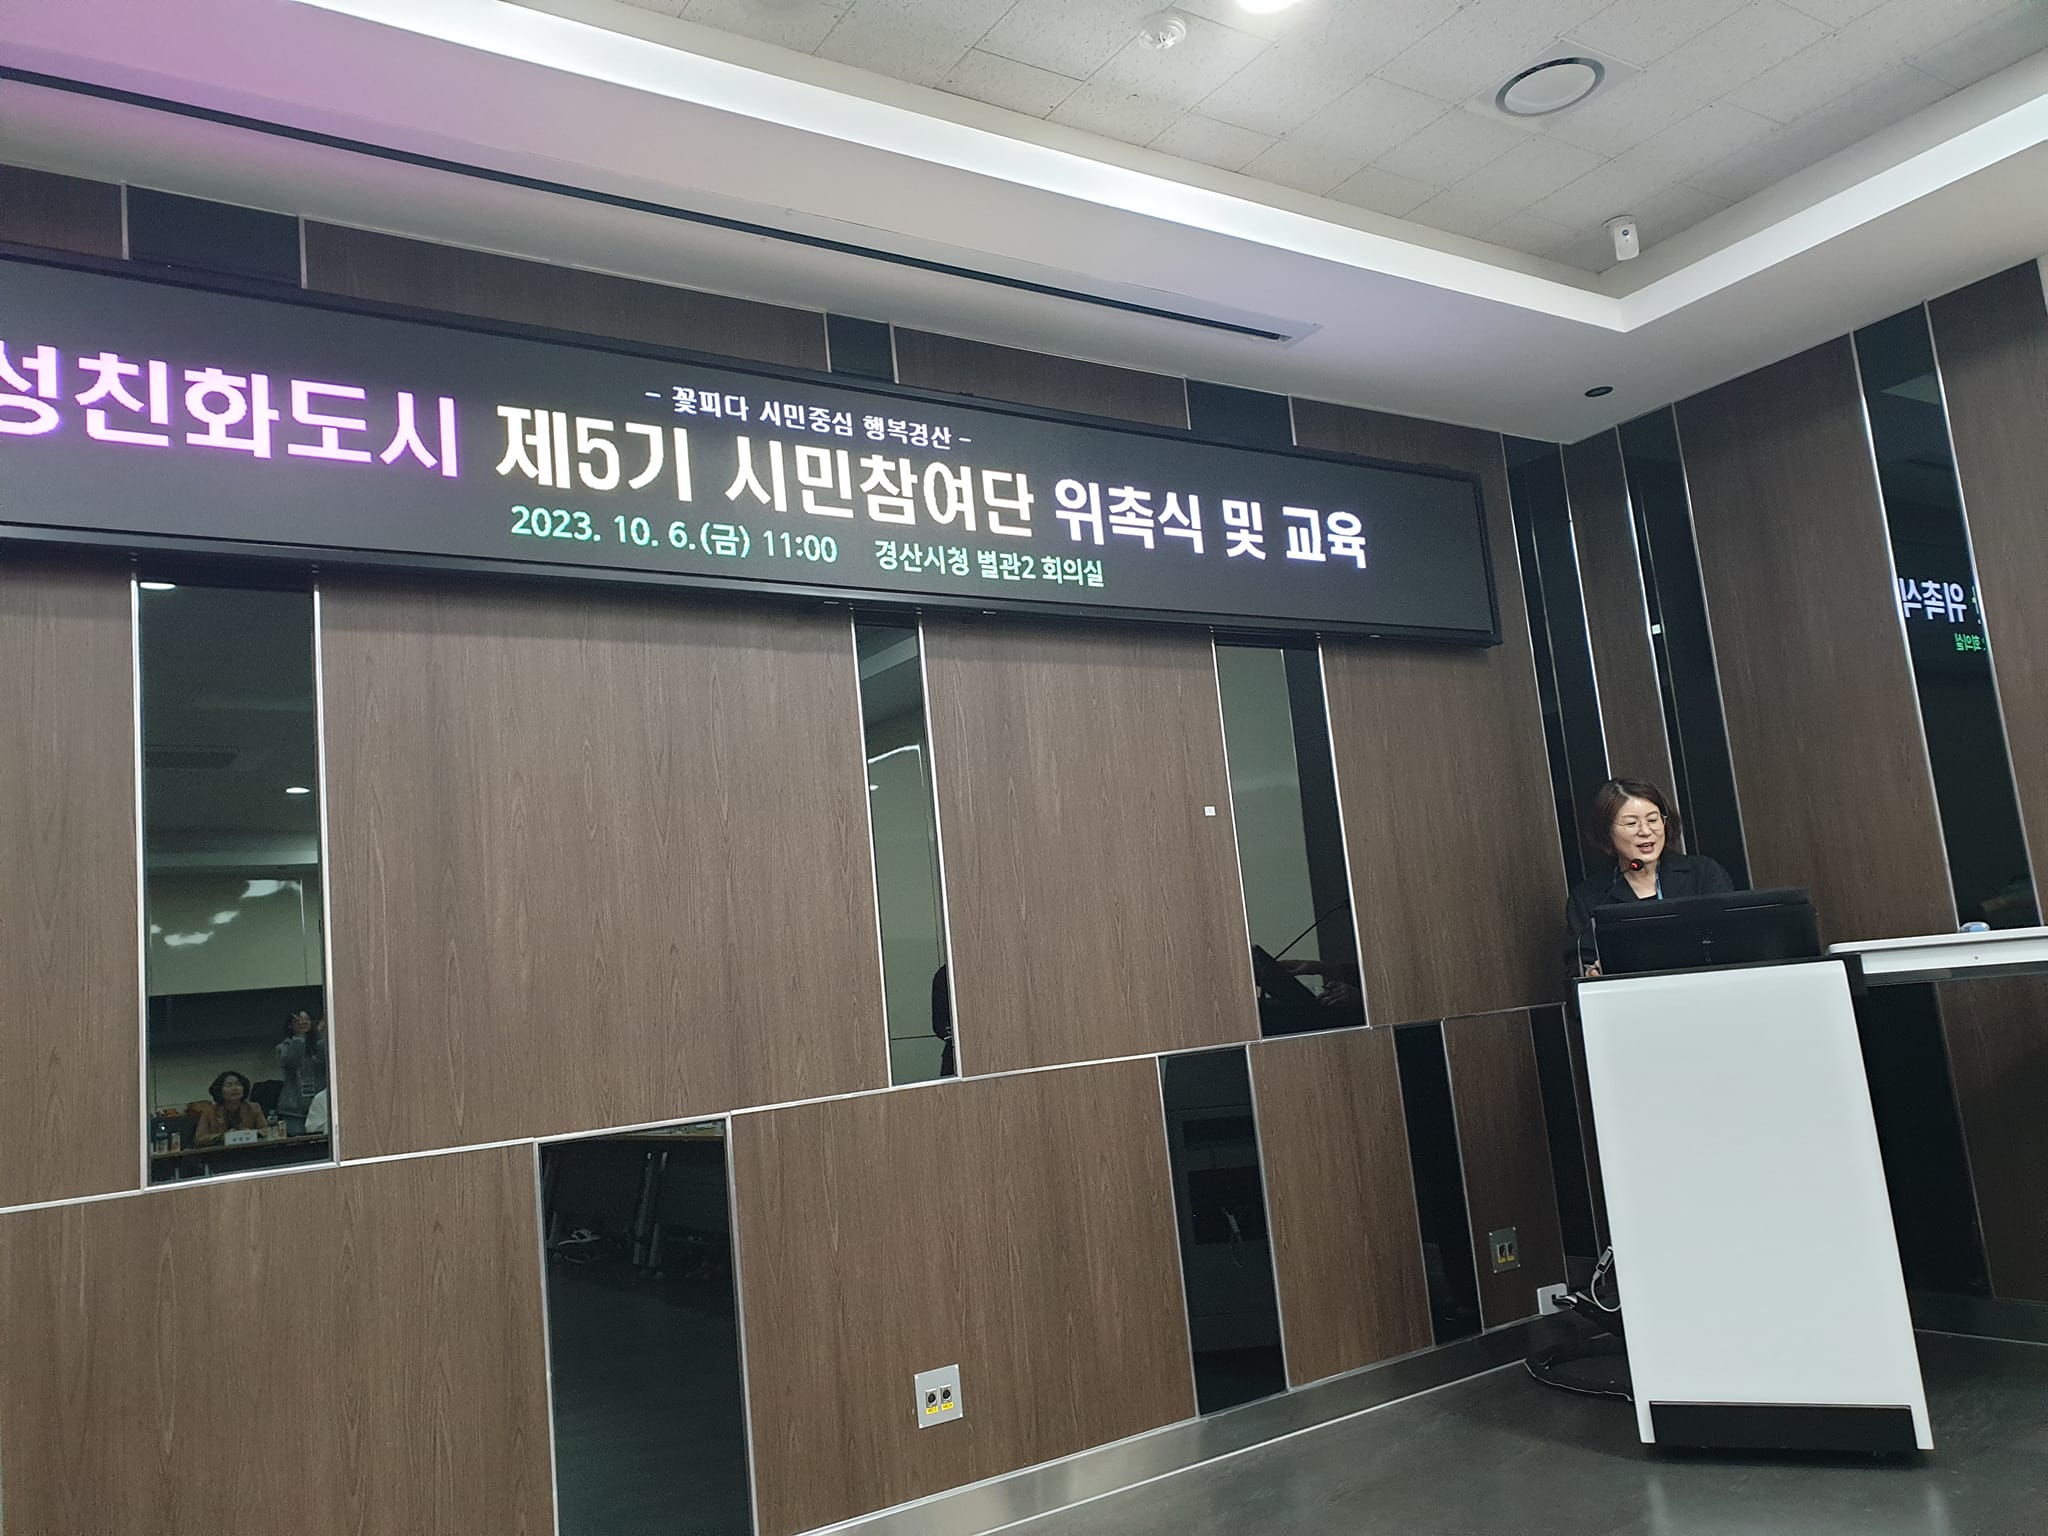 - 꽃피다 시민중심 행복경산 -
성친화도시 제5기 시민참여단 위촉식 및 교육
2023. 10. 6.(금) 11:00 경산시청 별관2 회의실